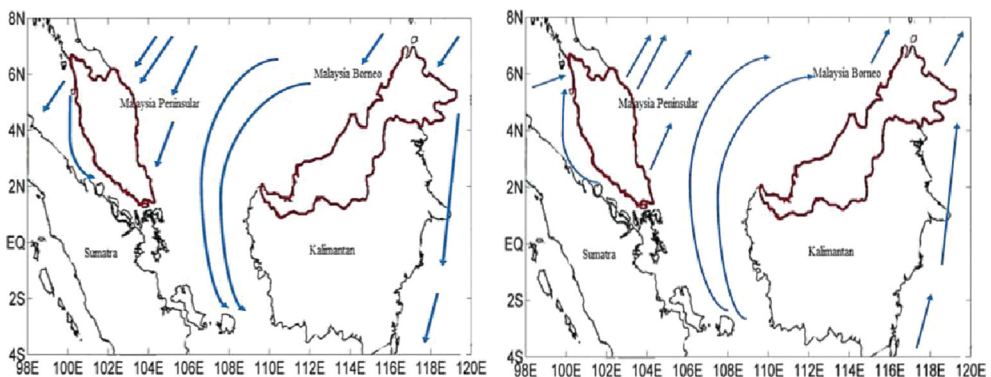 8N
6N
4N
2N
EQ
2S
4S
98E 100E 102E 104E 106E 108E 110E 112E 114E 116E 118E 120E
Malaysia Borneo
Malaysia Peninsular
Sumatra
Kalimantan
8N
6N
4N
2N
EQ
2S
4S
98E 100E 102E 104E 106E 108E 110E 112E 114E 116E 118E 120E
Malaysia Borneo
Malaysia Peninsular
Sumatra
Kalimantan